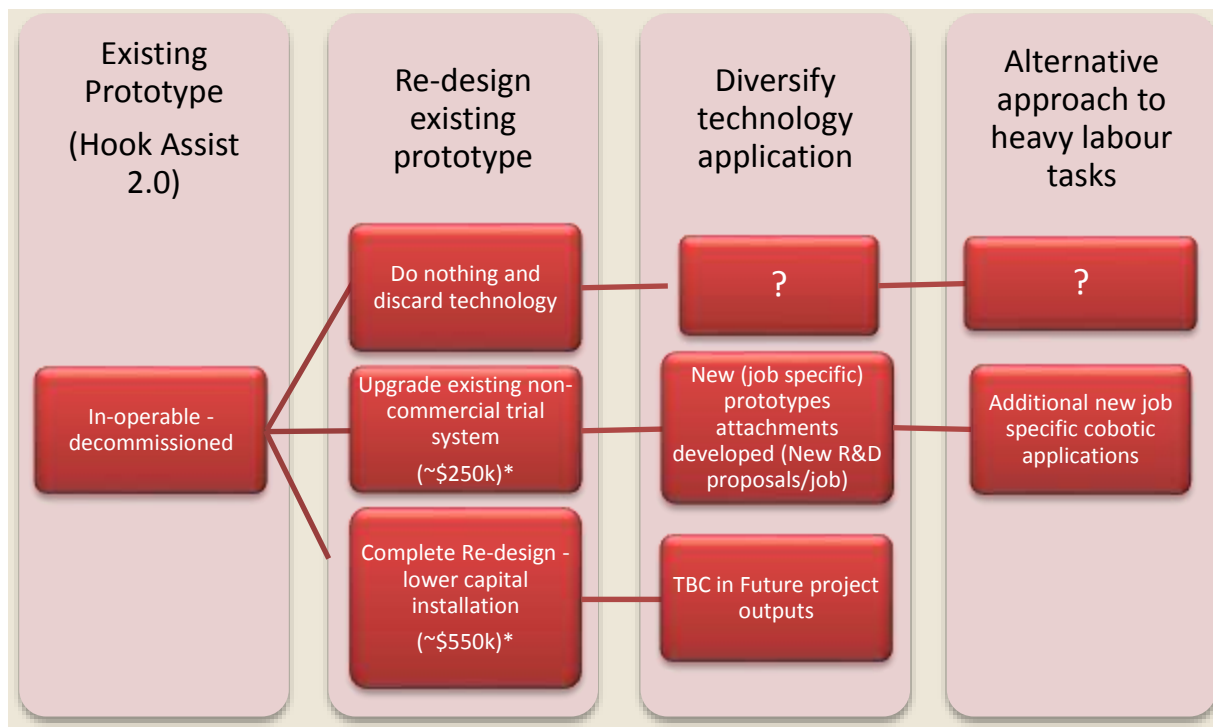 Existing
Prototype
(Hook Assist
2.0)
In-operable -
decommissioned
Re-design
existing
prototype
Do nothing and
discard technology
Upgrade existing non-
commercial trial
system
(~$250k)*
Complete Re-design -
lower capital
installation
(~$550k)*
Diversify
technology
application
?
New (job specific)
prototypes
attachments
developed (New R&D
proposals/job)
TBC in Future project
outputs
Alternative
approach to
heavy labour
tasks
?
Additional new job
specific cobotic
applications